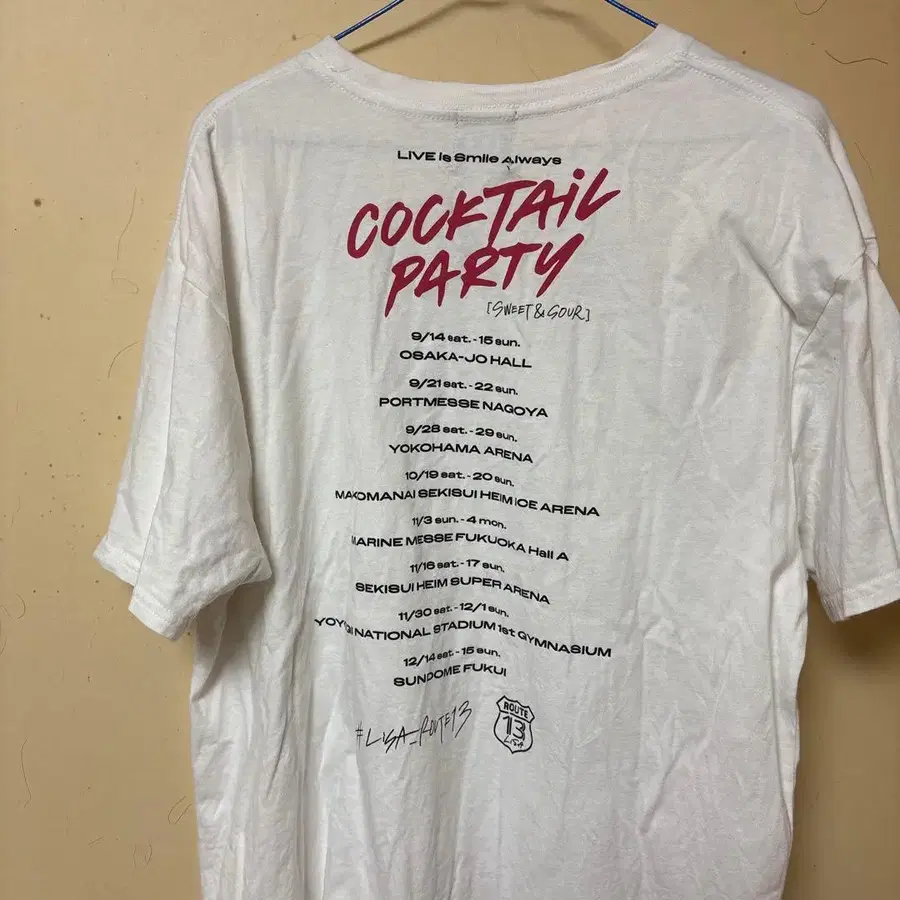 LIVE is Smile Always
COCKTAiL
PARTY
[SWEET & SOUR]
9/14 sat. - 15 sun.
OSAKA-JO HALL
9/21 sat. - 22 sun.
PORTMESSE NAGOYA
9/28 sat. - 29 sun.
YOKOHAMA ARENA
10/19 sat. - 20 sun.
MAKOMANAI SEKISUI HEIM ICE ARENA
11/3 sun. - 4 mon.
MARINE MESSE FUKUOKA Hall A
11/16 sat. - 17 sun.
SEKISUI HEIM SUPER ARENA
11/30 sat. - 12/1 sun.
YOYOGI NATIONAL STADIUM 1st GYMNASIUM
12/14 sat. - 15 sun.
SUNDOME FUKUI
#LiSA_ROUTE13
ROUTE
13
LiSA